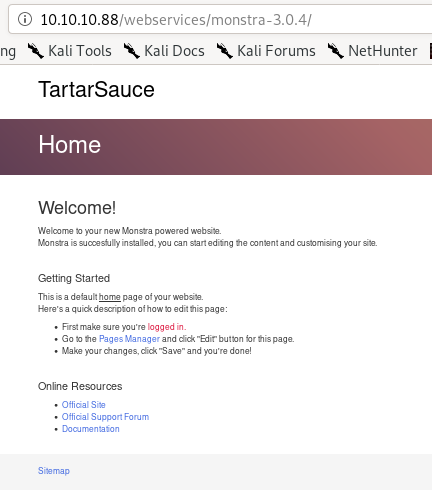 10.10.10.88/webservices/monstra-3.0.4/
ng Kali Tools Kali Docs Kali Forums NetHunter
TartarSauce
Home
Welcome!
Welcome to your new Monstra powered website.
Monstra is succesfully installed, you can start editing the content and customising your site.
Getting Started
This is a default home page of your website.
Here's a quick description of how to edit this page:
• First make sure you're logged in.
• Go to the Pages Manager and click "Edit" button for this page.
• Make your changes, click "Save" and you're done!
Online Resources
• Official Site
• Official Support Forum
• Documentation
Sitemap